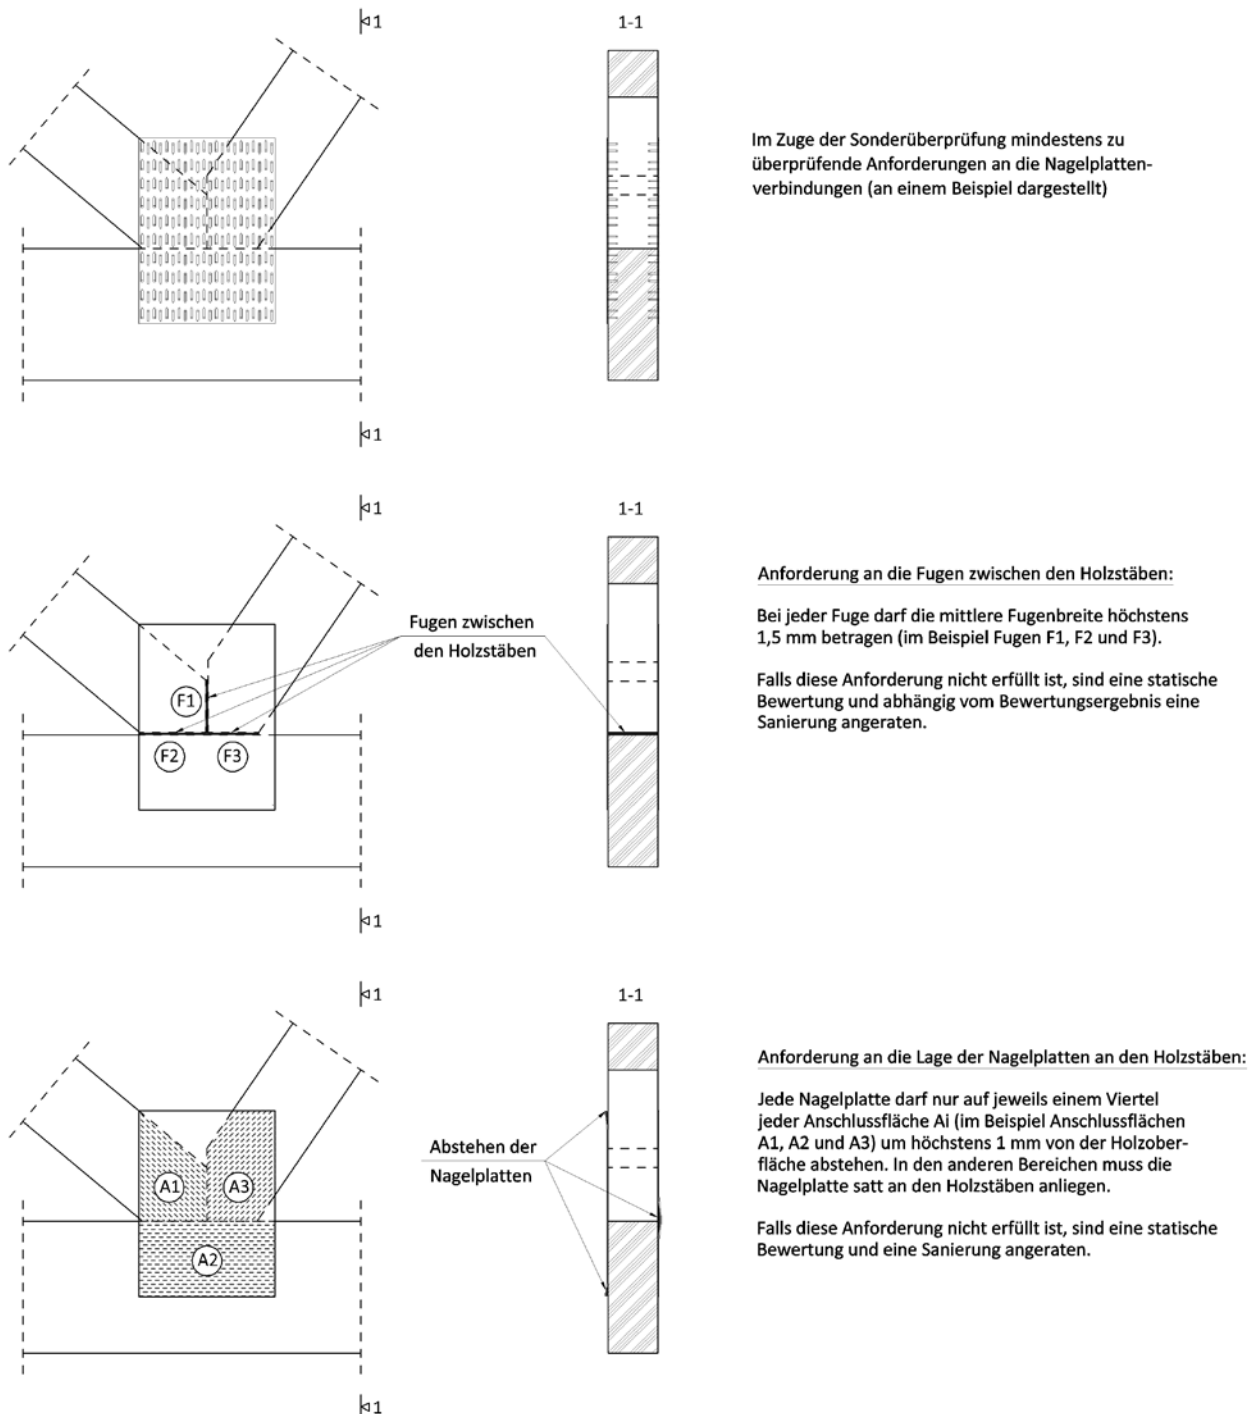 1
1-1
Im Zuge der Sonderüberprüfung mindestens zu
überprüfende Anforderungen an die Nagelplatten-
verbindungen (an einem Beispiel dargestellt)
1
1
1-1
Anforderung an die Fugen zwischen den Holzstäben:
Bei jeder Fuge darf die mittlere Fugenbreite höchstens
1,5 mm betragen (im Beispiel Fugen F1, F2 und F3).
Falls diese Anforderung nicht erfüllt ist, sind eine statische
Bewertung und abhängig vom Bewertungsergebnis eine
Sanierung angeraten.
Fugen zwischen
den Holzstäben
F1
F2
F3
1
1
1-1
Anforderung an die Lage der Nagelplatten an den Holzstäben:
Jede Nagelplatte darf nur auf jeweils einem Viertel
jeder Anschlussfläche Ai (im Beispiel Anschlussflächen
A1, A2 und A3) um höchstens 1 mm von der Holzober-
fläche abstehen. In den anderen Bereichen muss die
Nagelplatte satt an den Holzstäben anliegen.
Falls diese Anforderung nicht erfüllt ist, sind eine statische
Bewertung und eine Sanierung angeraten.
Abstehen der
Nagelplatten
A1
A3
A2
1